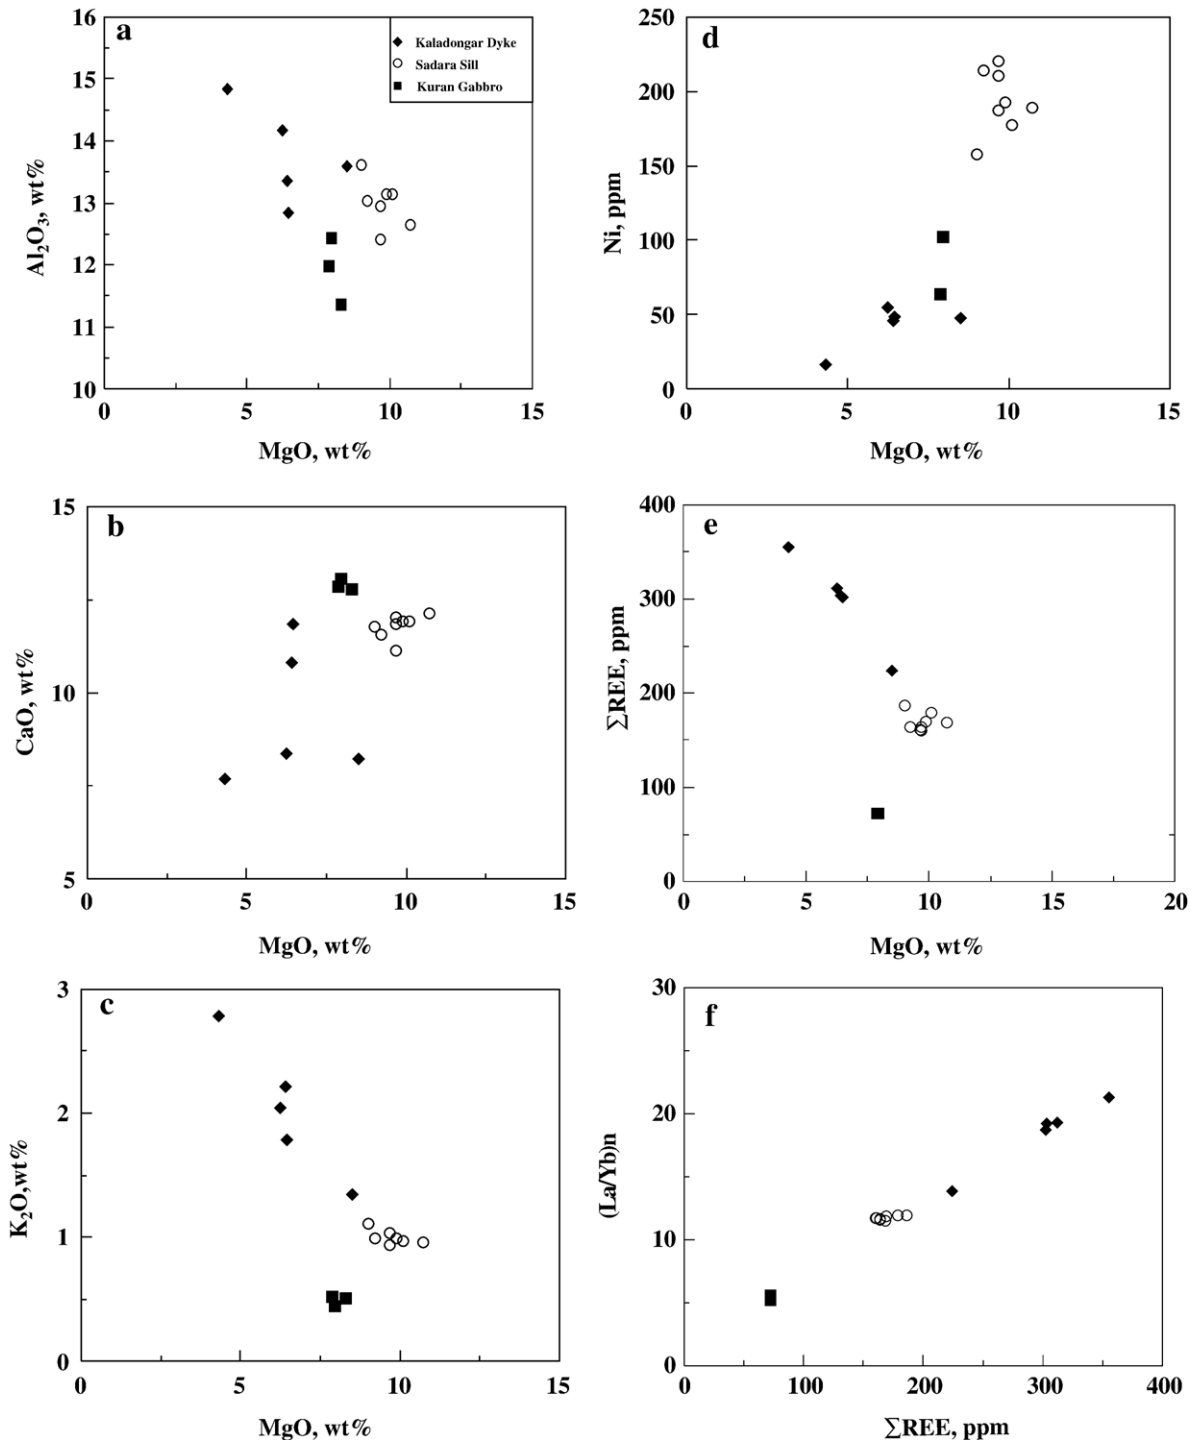 a
16
15
14
13
12
11
10
0
5
10
15
Al₂O₃, wt%
MgO, wt%
Kaladongar Dyke
Sadara Sill
Kuran Gabbro
d
250
200
150
100
50
0
0
5
10
15
Ni, ppm
MgO, wt%
b
15
10
5
0
5
10
15
CaO, wt%
MgO, wt%
e
400
300
200
100
0
0
5
10
15
20
∑REE, ppm
MgO, wt%
c
3
2
1
0
0
5
10
15
K₂O,wt%
MgO, wt%
f
30
20
10
0
0
100
200
300
400
(La/Yb)n
∑REE, ppm